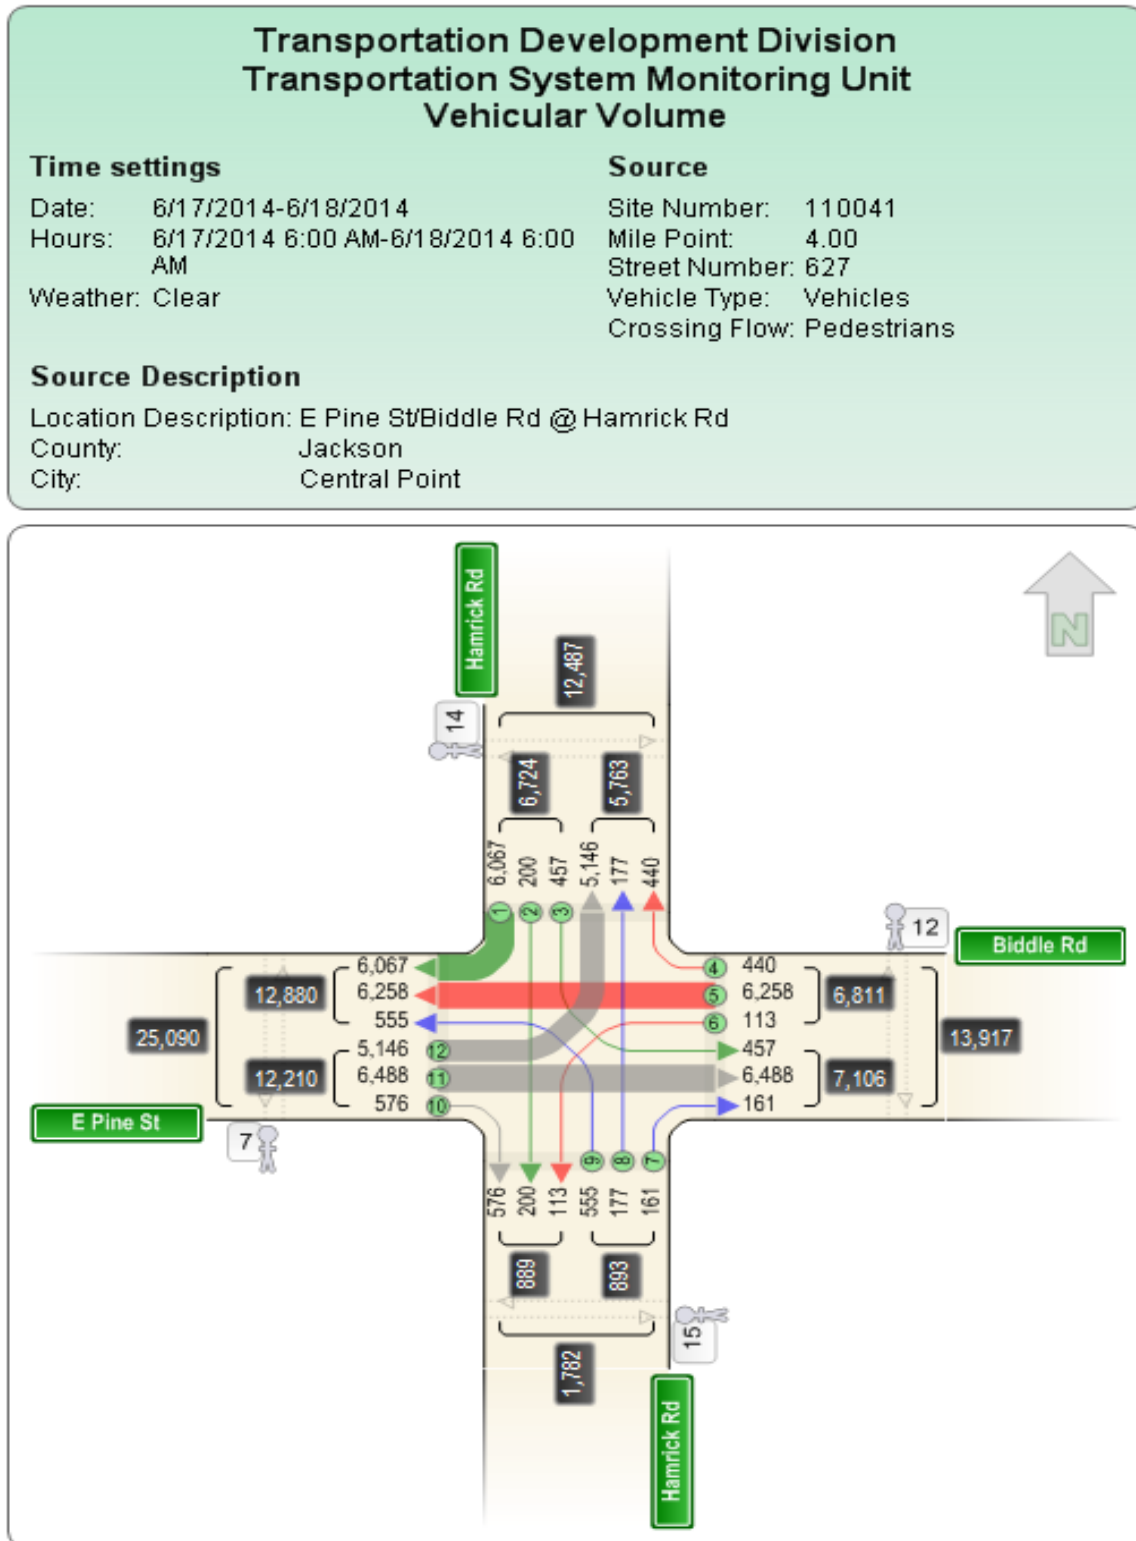 Transportation Development Division
Transportation System Monitoring Unit
Vehicular Volume
Time settings
Date: 6/17/2014-6/18/2014
Hours: 6/17/2014 6:00 AM-6/18/2014 6:00
AM
Weather: Clear
Source
Site Number: 110041
Mile Point: 4.00
Street Number: 627
Vehicle Type: Vehicles
Crossing Flow: Pedestrians
Source Description
Location Description: E Pine St/Biddle Rd @ Hamrick Rd
County: Jackson
City: Central Point
Hamrick Rd
N
12,487
14
6,724 5,763
6,067 200 457 5,146 177 440
1 2 3
12
Biddle Rd
6,067 4 440
12,880 6,258 5 6,258 6,811
555 6 113
25,090 13,917
5,146 12 457
12,210 6,488 11 6,488 7,106
576 10 161
E Pine St
7
9 8 7
576 200 113 555 177 161
889 893
15
1,782
Hamrick Rd